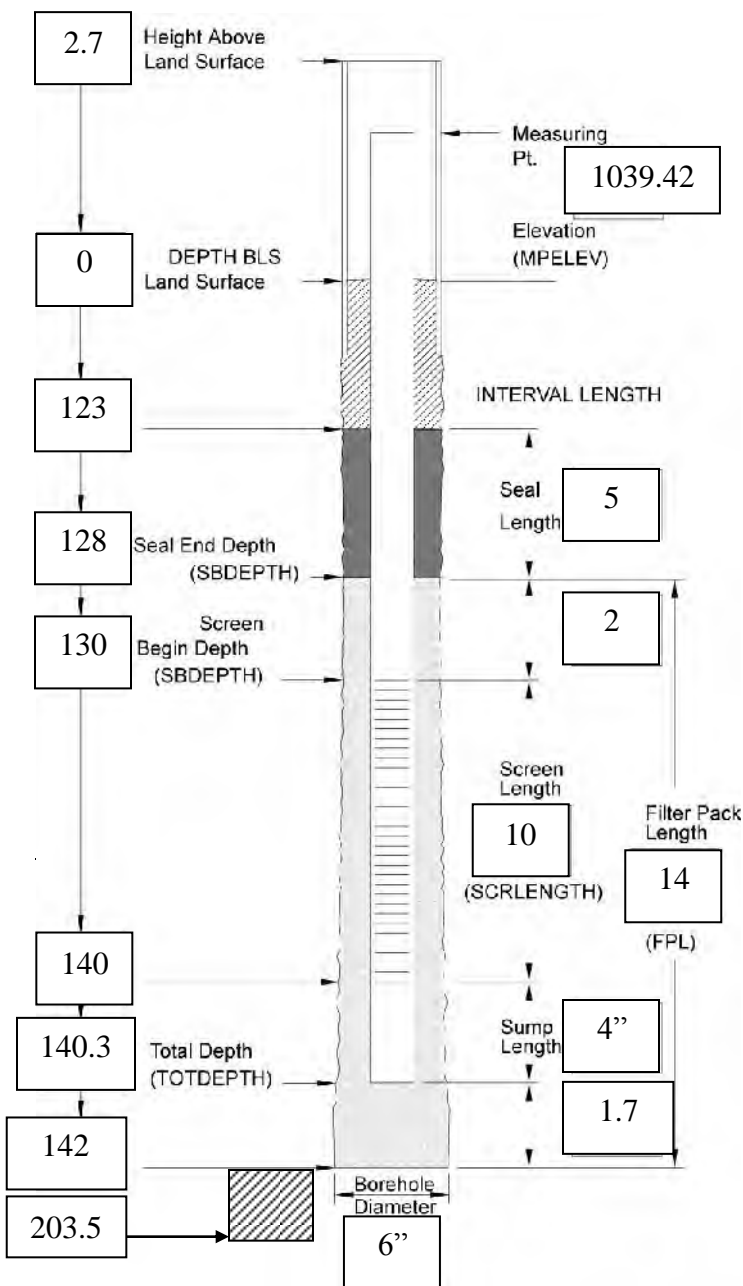 2.7
Height Above
Land Surface
Measuring
Pt.
1039.42
Elevation
(MPELEV)
0
DEPTH BLS
Land Surface
123
INTERVAL LENGTH
Seal
Length
5
128
Seal End Depth
(SBDEPTH)
2
130
Screen
Begin Depth
(SBDEPTH)
Screen
Length
10
(SCRLENGTH)
Filter Pack
Length
14
(FPL)
140
Sump
Length
4”
140.3
Total Depth
(TOTDEPTH)
1.7
142
203.5
Borehole
Diameter
6”